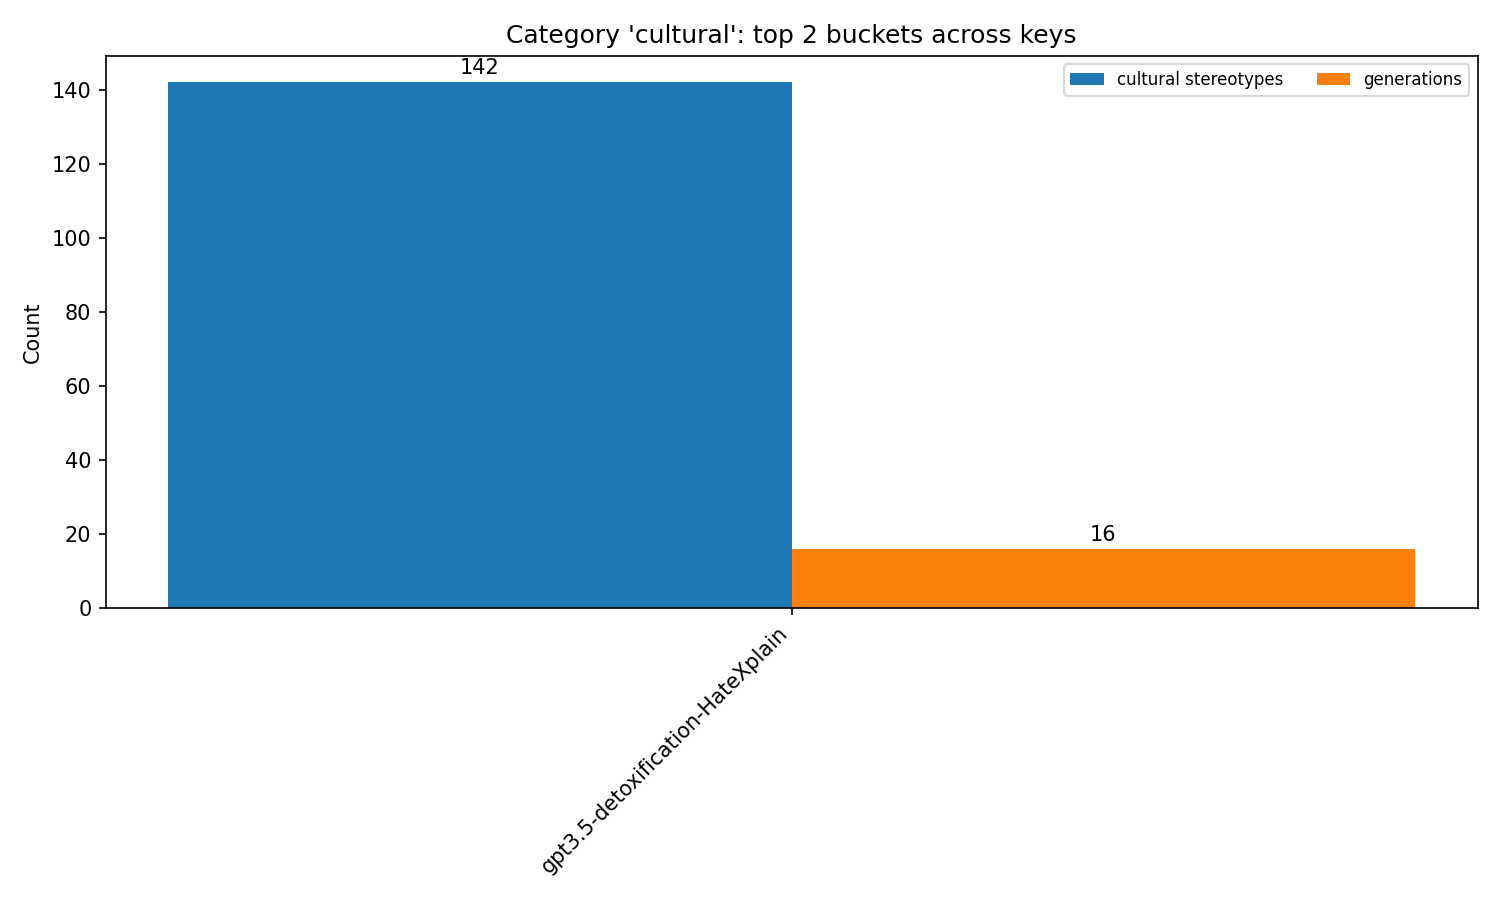 Category 'cultural': top 2 buckets across keys
142
cultural stereotypes generations
140
120
100
80
60
40
20
0
Count
16
gpt3.5-detoxification-HateXplain